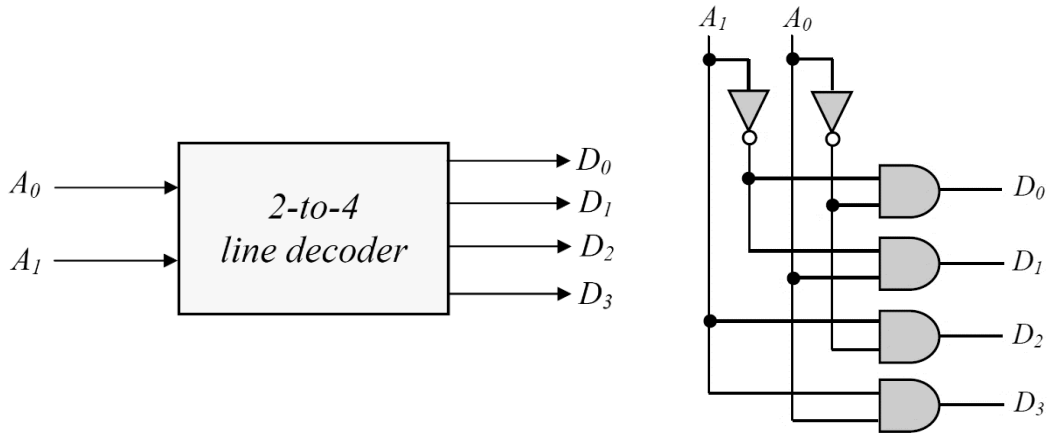 A₀
A₁
2-to-4
line decoder
D₀
D₁
D₂
D₃
A₁ A₀
D₀
D₁
D₂
D₃